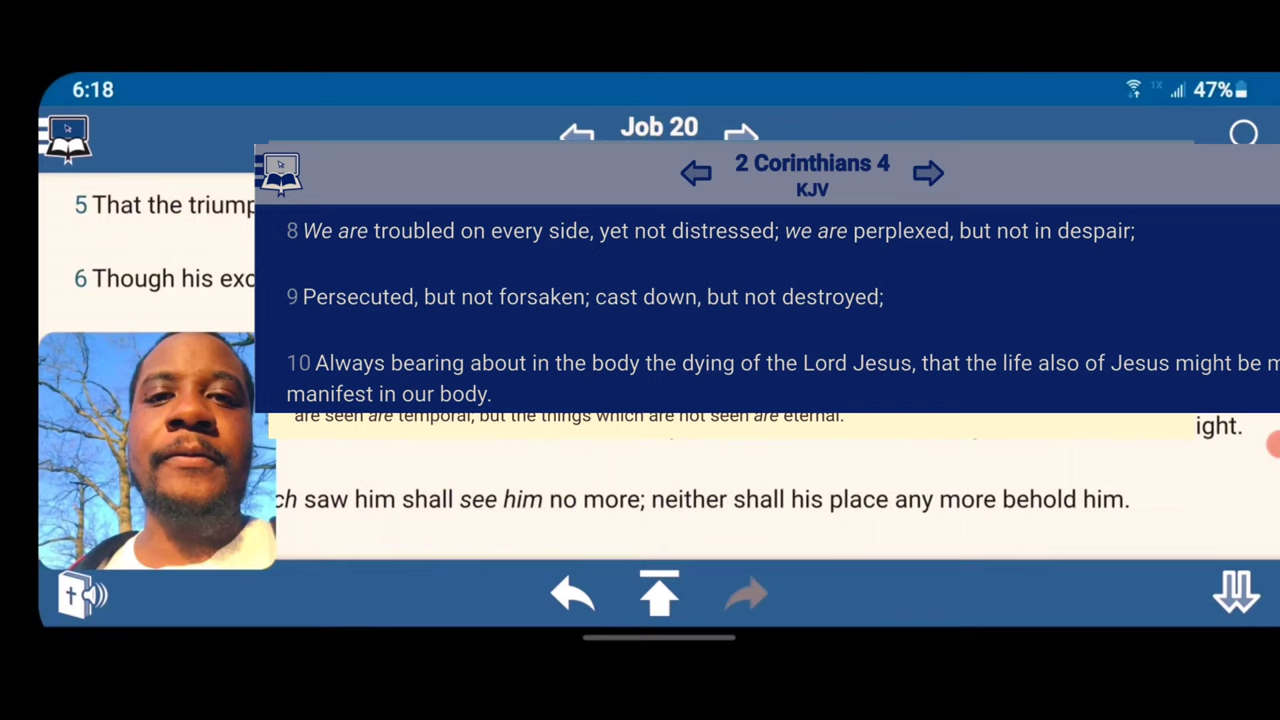 6:18
1X
47%
Job 20
2 Corinthians 4
KJV
5 That the
8 We are troubled on every side, yet not distressed; we are perplexed, but not in despair;
6 Though his
9 Persecuted, but not forsaken; cast down, but not destroyed;
10 Always bearing about in the body the dying of the Lord Jesus, that the life also of Jesus might be
manifest in our body.
are seen are temporal; but the things which are not seen are eternal.
ight.
ch saw him shall see him no more; neither shall his place any more behold him.